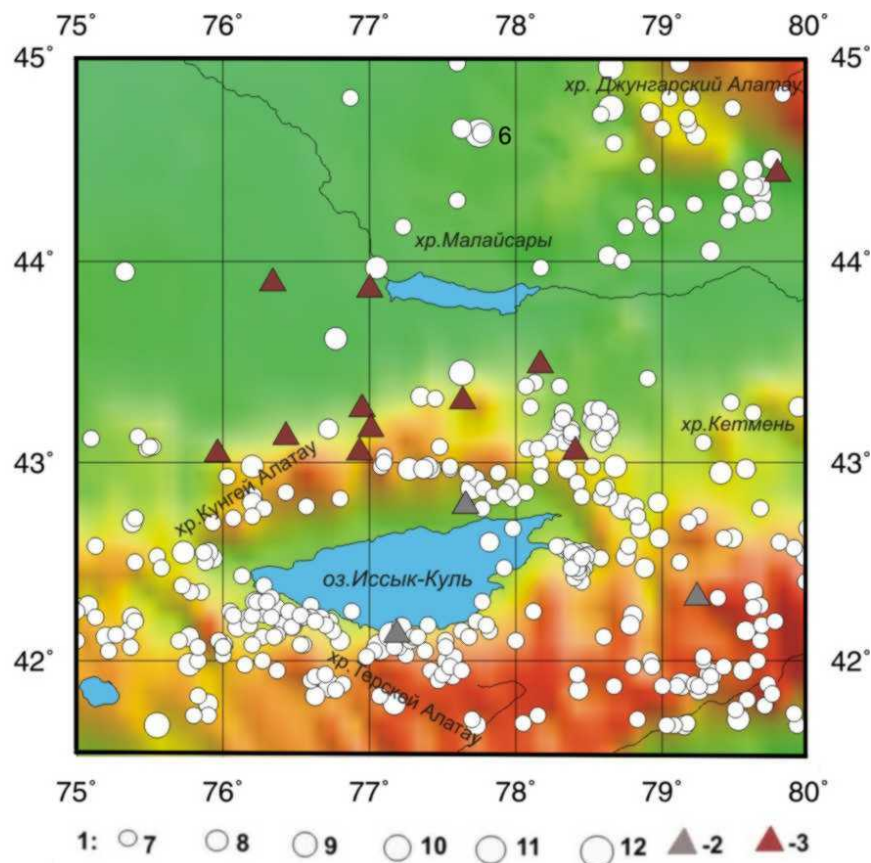 75° 76° 77° 78° 79° 80°
45° 45°
хр. Джунгарский Алатау
6
хр.Малайсары
44° 44°
хр.Кетмень
43° 43°
хр.Кунгей Алатау
оз.Иссык-Куль
42° 42°
хр.Терскей Алатау
75° 76° 77° 78° 79° 80°
1: 7 8 9 10 11 12 -2 -3